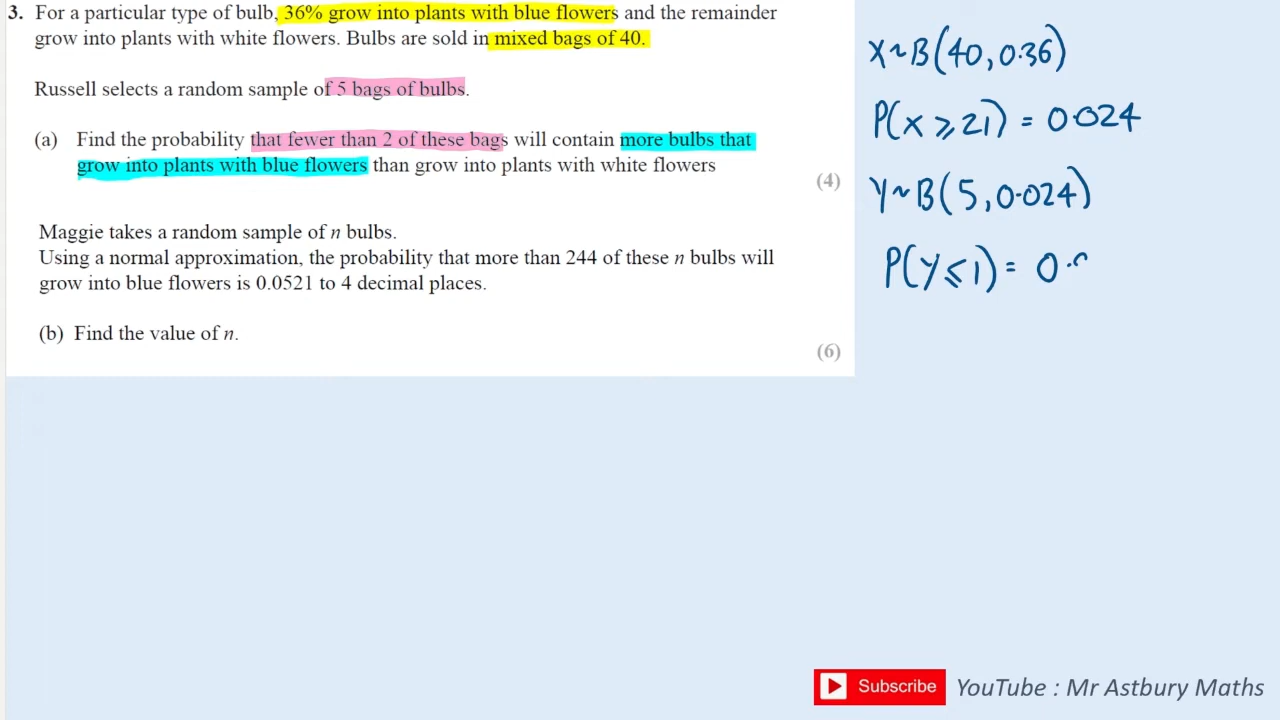 3. For a particular type of bulb, 36% grow into plants with blue flowers and the remainder
grow into plants with white flowers. Bulbs are sold in mixed bags of 40.
Russell selects a random sample of 5 bags of bulbs.
(a) Find the probability that fewer than 2 of these bags will contain more bulbs that
grow into plants with blue flowers than grow into plants with white flowers
(4)
Maggie takes a random sample of n bulbs.
Using a normal approximation, the probability that more than 244 of these n bulbs will
grow into blue flowers is 0.0521 to 4 decimal places.
(b) Find the value of n.
(6)
X~B(40, 0.36)
P(X ≥ 21) = 0.024
Y~B(5, 0.024)
P(Y ≤ 1) = 0.
Subscribe YouTube : Mr Astbury Maths